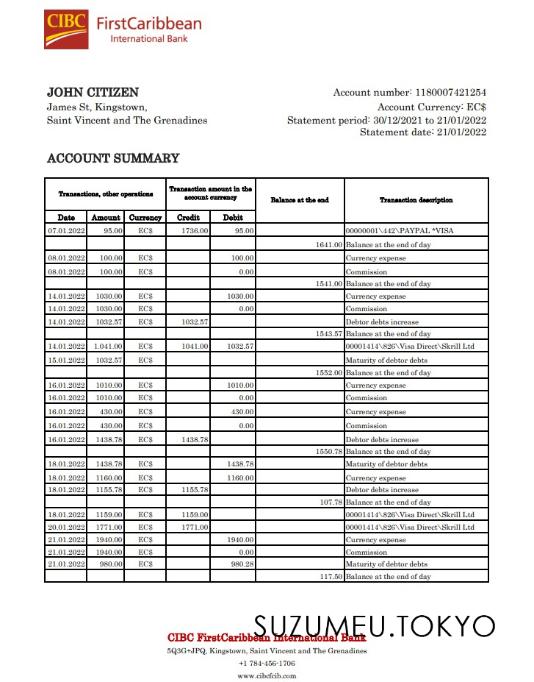 CIBC FirstCaribbean
International Bank
JOHN CITIZEN
James St, Kingstown,
Saint Vincent and The Grenadines
Account number: 1180007421254
Account Currency: EC$
Statement period: 30/12/2021 to 21/01/2022
Statement date: 21/01/2022
ACCOUNT SUMMARY
Transactions, other operations Transaction amount in the account currency Balance at the end Transaction description
Date Amount Currency Credit Debit
07.01.2022 95.00 EC$ 1736.00 95.00 00000001\442\PAYPAL *VISA
1641.00 Balance at the end of day
08.01.2022 100.00 EC$ 100.00 Currency expense
08.01.2022 100.00 EC$ 0.00 Commission
1541.00 Balance at the end of day
14.01.2022 1030.00 EC$ 1030.00 Currency expense
14.01.2022 1030.00 EC$ 0.00 Commission
14.01.2022 1032.57 EC$ 1032.57 Debtor debts increase
1543.57 Balance at the end of day
14.01.2022 1.041.00 EC$ 1041.00 1032.57 00001414\826\Visa Direct\Skrill Ltd
15.01.2022 1032.57 EC$ Maturity of debtor debts
1552.00 Balance at the end of day
16.01.2022 1010.00 EC$ 1010.00 Currency expense
16.01.2022 1010.00 EC$ 0.00 Commission
16.01.2022 430.00 EC$ 430.00 Currency expense
16.01.2022 430.00 EC$ 0.00 Commission
16.01.2022 1438.78 EC$ 1438.78 Debtor debts increase
1550.78 Balance at the end of day
18.01.2022 1438.78 EC$ 1438.78 Maturity of debtor debts
18.01.2022 1160.00 EC$ 1160.00 Currency expense
18.01.2022 1155.78 EC$ 1155.78 Debtor debts increase
107.78 Balance at the end of day
18.01.2022 1159.00 EC$ 1159.00 00001414\826\Visa Direct\Skrill Ltd
20.01.2022 1771.00 EC$ 1771.00 00001414\826\Visa Direct\Skrill Ltd
21.01.2022 1940.00 EC$ 1940.00 Currency expense
21.01.2022 1940.00 EC$ 0.00 Commission
21.01.2022 980.00 EC$ 980.28 Maturity of debtor debts
117.50 Balance at the end of day
SUZUMEU.TOKYO
CIBC FirstCaribbean International Bank
5Q3G+JPQ, Kingstown, Saint Vincent and The Grenadines
+1 784-456-1706
www.cibcfcib.com